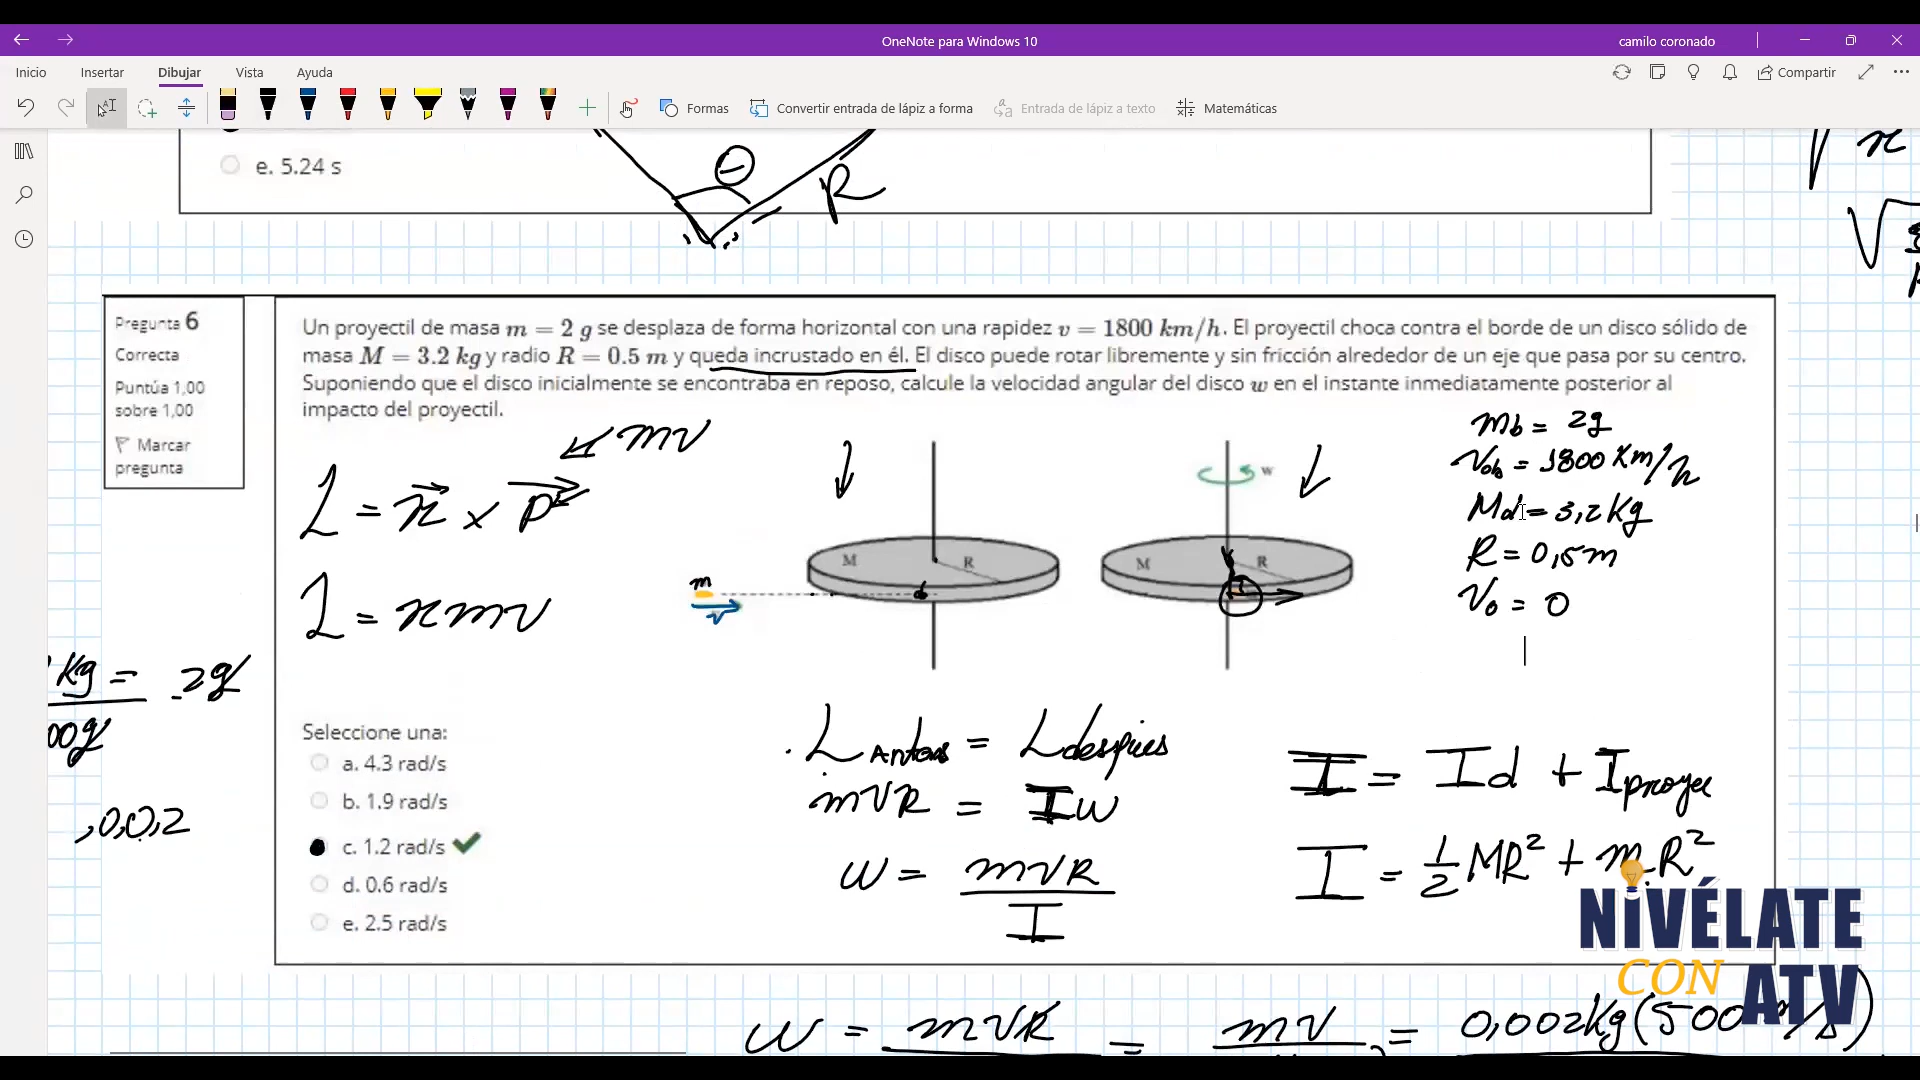 OneNote para Windows 10
camilo coronado
Inicio
Insertar
Dibujar
Vista
Ayuda
Compartir
Formas
Convertir entrada de lápiz a forma
Entrada de lápiz a texto
Matemáticas
e. 5.24 s
θ
R
Pregunta 6
Correcta
Puntúa 1,00
sobre 1,00
Marcar
pregunta
Un proyectil de masa m = 2 g se desplaza de forma horizontal con una rapidez v = 1800 km/h. El proyectil choca contra el borde de un disco sólido de
masa M = 3.2 kg y radio R = 0.5 m y queda incrustado en él. El disco puede rotar libremente y sin fricción alrededor de un eje que pasa por su centro.
Suponiendo que el disco inicialmente se encontraba en reposo, calcule la velocidad angular del disco w en el instante inmediatamente posterior al
impacto del proyectil.
mv
L = r x p
L = rmv
m
v
M
R
w
M
R
mb = 2g
Vob = 1800 Km/h
Md = 3,2 Kg
R = 0,5m
Vo = 0
Kg = 2g
00g
,0,0,2
Seleccione una:
a. 4.3 rad/s
b. 1.9 rad/s
c. 1.2 rad/s
d. 0.6 rad/s
e. 2.5 rad/s
L Antes = L después
mVR = Iw
w = mVR / I
I = Id + Iproyec
I = 1/2 MR² + mR²
NIVÉLATE
CON
ATV
w = mVR = mV = 0,002kg(500 m/s)